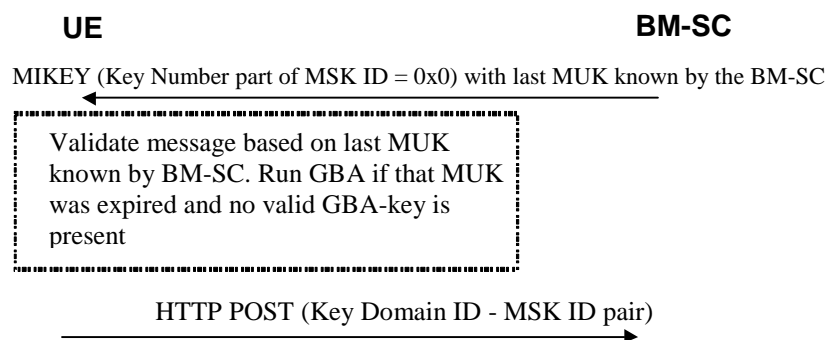 UE
BM-SC
MIKEY (Key Number part of MSK ID = 0x0) with last MUK known by the BM-SC
Validate message based on last MUK
known by BM-SC. Run GBA if that MUK
was expired and no valid GBA-key is
present
HTTP POST (Key Domain ID - MSK ID pair)